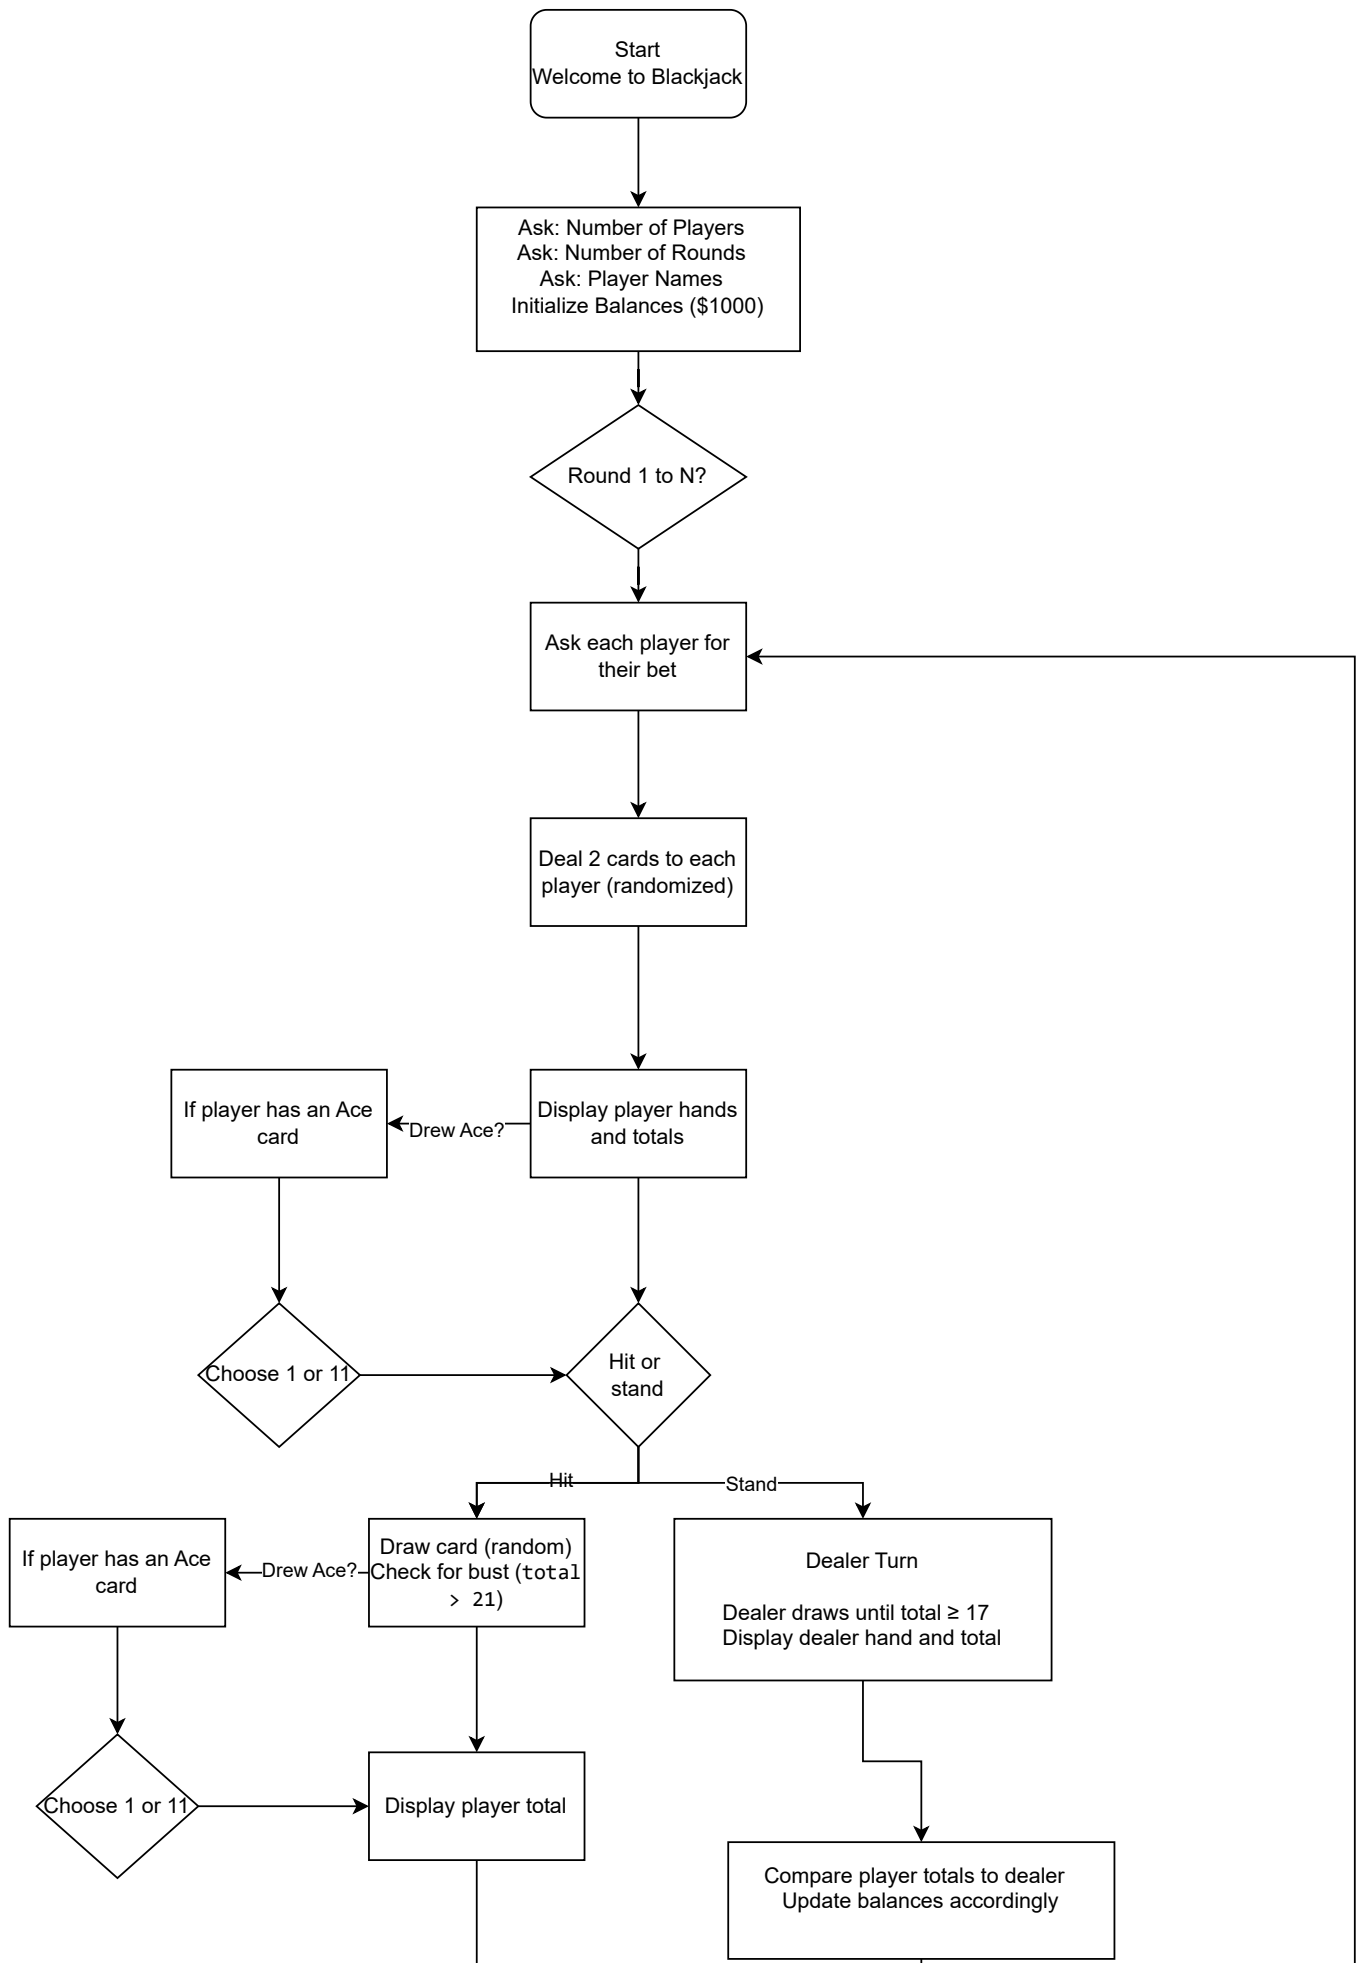 Start
Welcome to Blackjack
Ask: Number of Players
Ask: Number of Rounds
Ask: Player Names
Initialize Balances ($1000)
Round 1 to N?
Ask each player for
their bet
Deal 2 cards to each
player (randomized)
If player has an Ace
card
Drew Ace?
Display player hands
and totals
Choose 1 or 11
Hit or
stand
Hit
Stand
If player has an Ace
card
Drew Ace?
Draw card (random)
Check for bust (total
> 21)
Dealer Turn
Dealer draws until total ≥ 17
Display dealer hand and total
Choose 1 or 11
Display player total
Compare player totals to dealer
Update balances accordingly